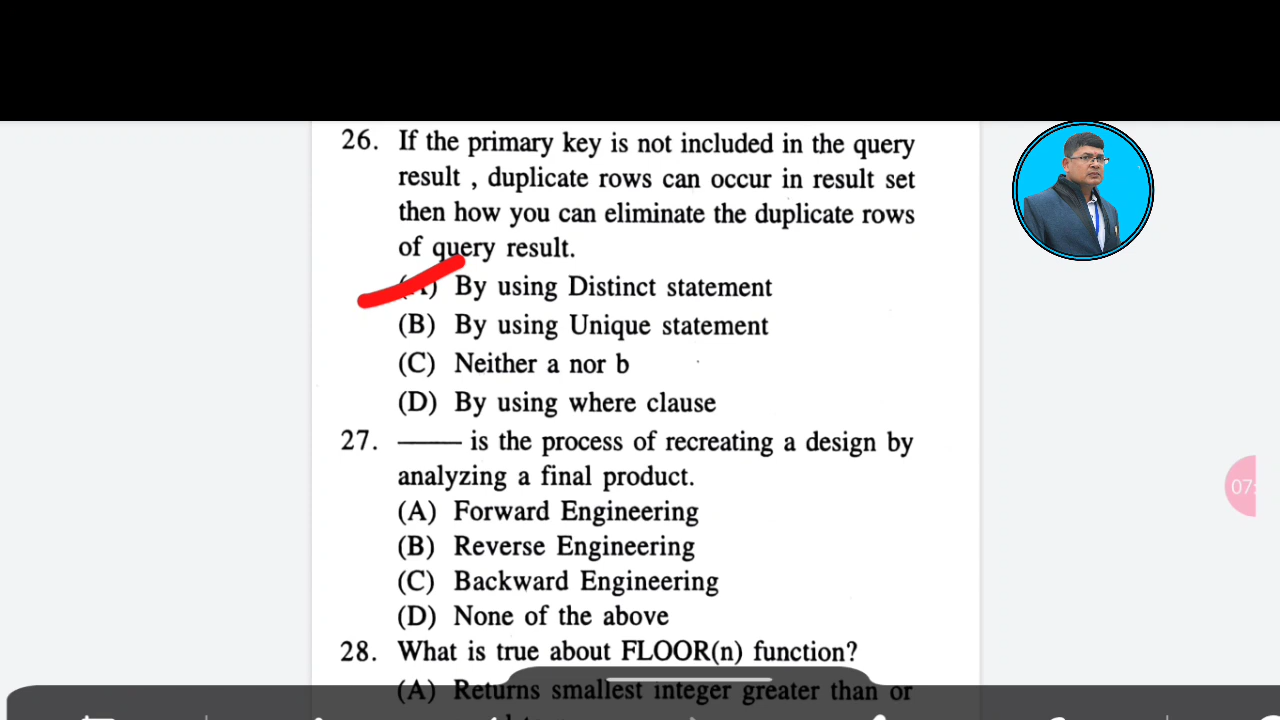 26. If the primary key is not included in the query
result , duplicate rows can occur in result set
then how you can eliminate the duplicate rows
of query result.
(A) By using Distinct statement
(B) By using Unique statement
(C) Neither a nor b
(D) By using where clause
27. —— is the process of recreating a design by
analyzing a final product.
(A) Forward Engineering
(B) Reverse Engineering
(C) Backward Engineering
(D) None of the above
28. What is true about FLOOR(n) function?
(A) Returns smallest integer greater than or
07: